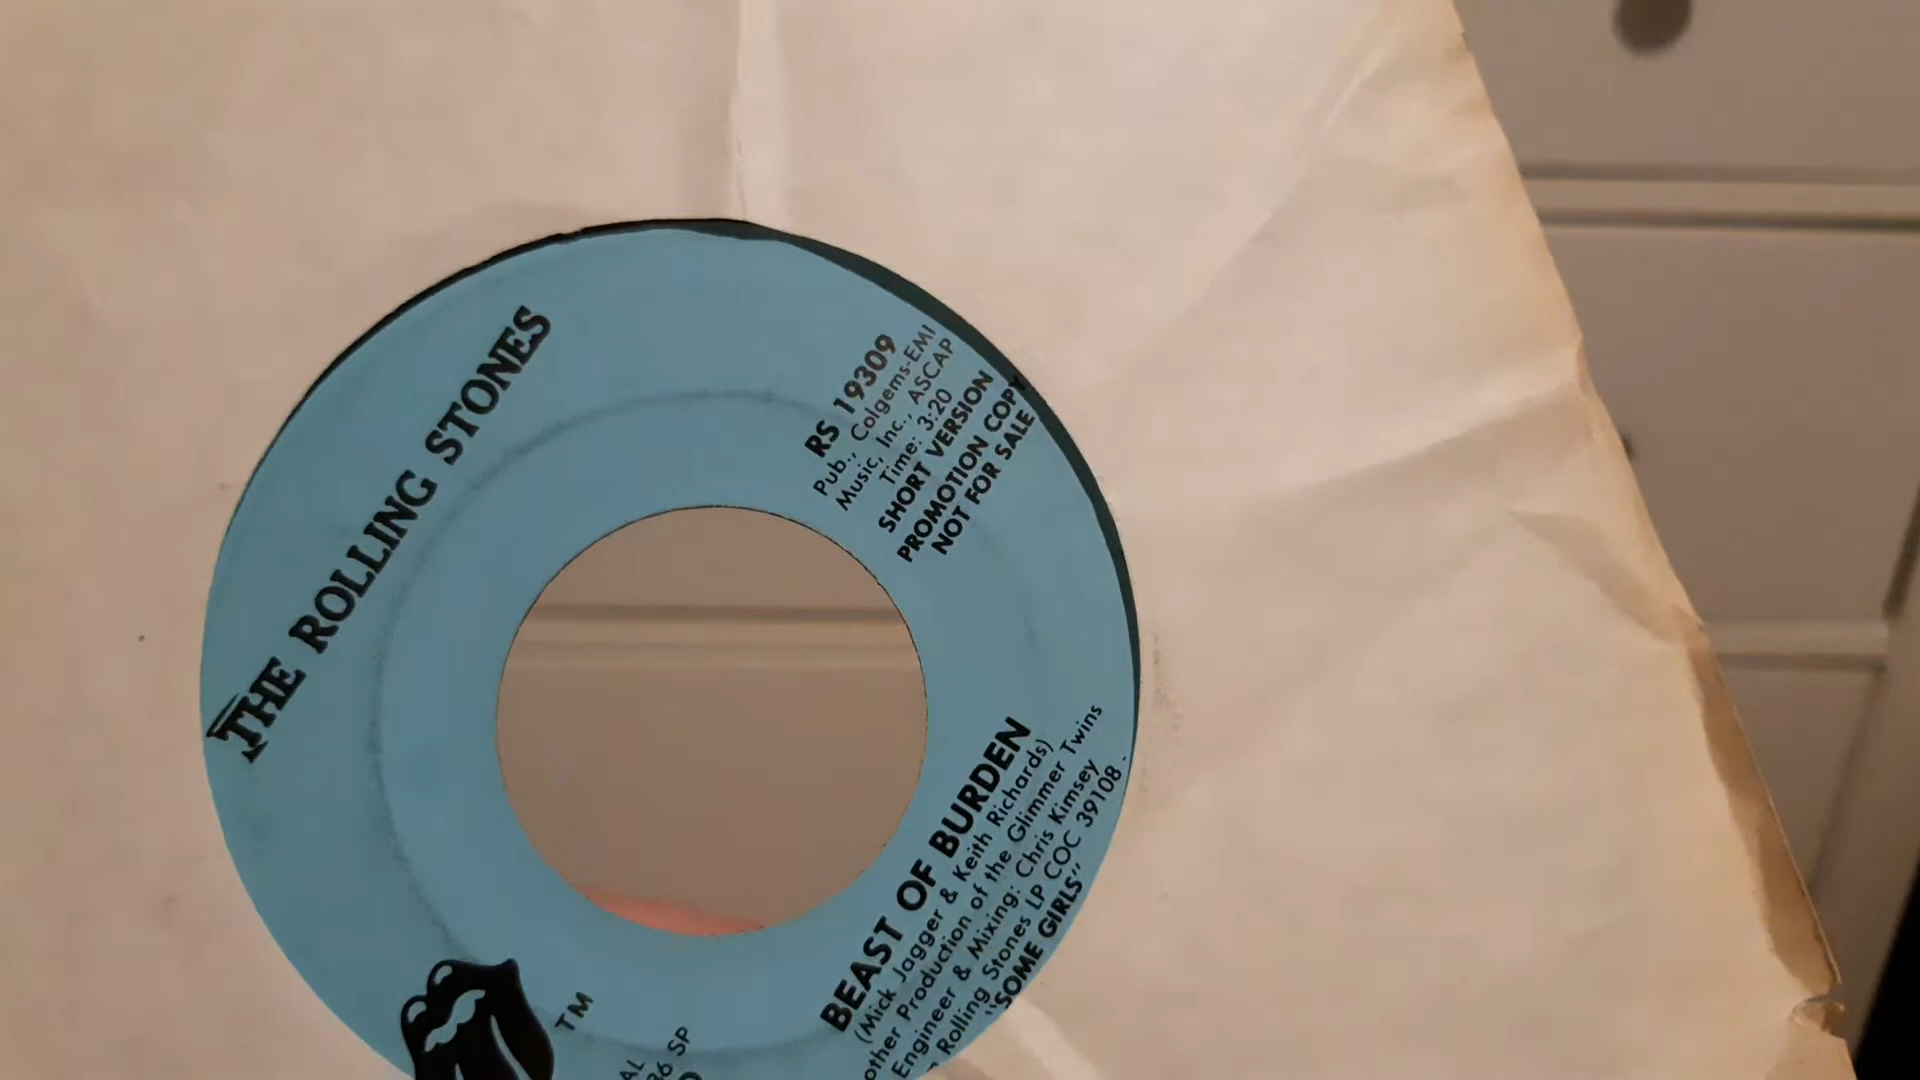 THE ROLLING STONES
RS 19309
Pub., Colgems-EMI
Music, Inc., ASCAP
Time: 3:20
SHORT VERSION
PROMOTION COPY
NOT FOR SALE
TM
SP
BEAST OF BURDEN
(Mick Jagger & Keith Richards)
other Production of the Glimmer Twins
Engineer & Mixing: Chris Kimsey
Rolling Stones LP COC 39108
"SOME GIRLS"